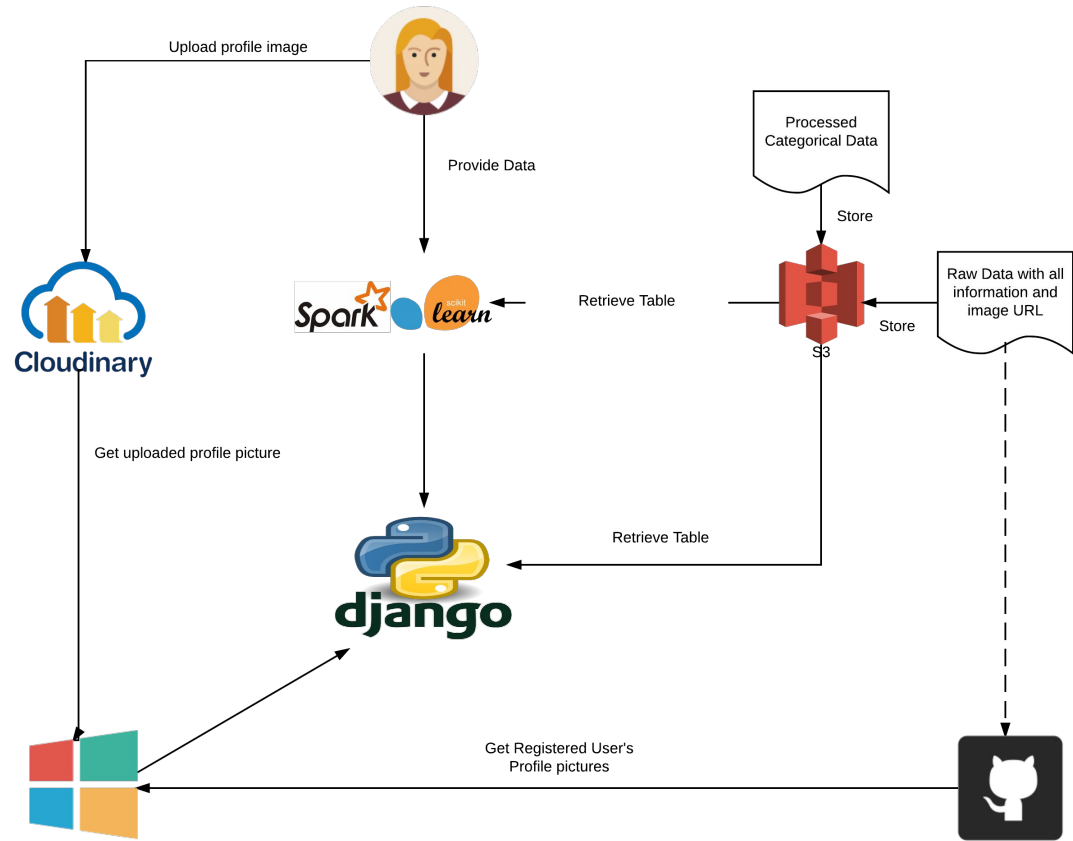 Upload profile image
Provide Data
Processed
Categorical Data
Store
Raw Data with all
information and
image URL
Store
S3
Retrieve Table
Spark
scikit
learn
Cloudinary
Get uploaded profile picture
Retrieve Table
django
Get Registered User's
Profile pictures